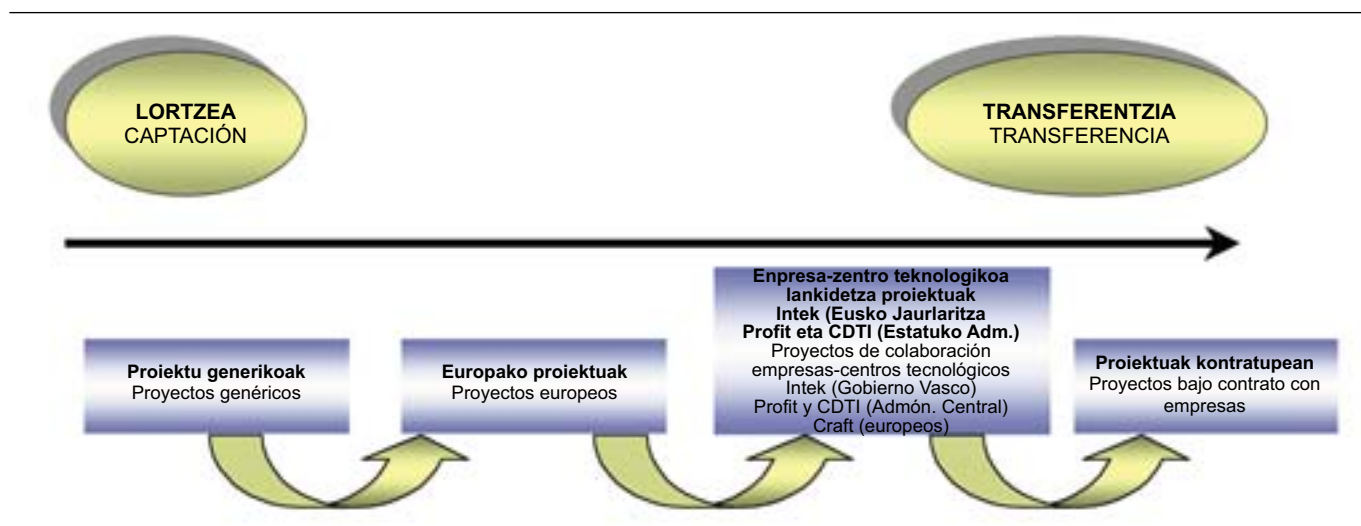 LORTZEA
CAPTACIÓN
TRANSFERENTZIA
TRANSFERENCIA
Proiektu generikoak
Proyectos genéricos
Europako proiektuak
Proyectos europeos
Enpresa-zentro teknologikoa
lankidetza proiektuak
Intek (Eusko Jaurlaritza
Profit eta CDTI (Estatuko Adm.)
Proyectos de colaboración
empresas-centros tecnológicos
Intek (Gobierno Vasco)
Profit y CDTI (Admón. Central)
Craft (europeos)
Proiektuak kontratupean
Proyectos bajo contrato con
empresas